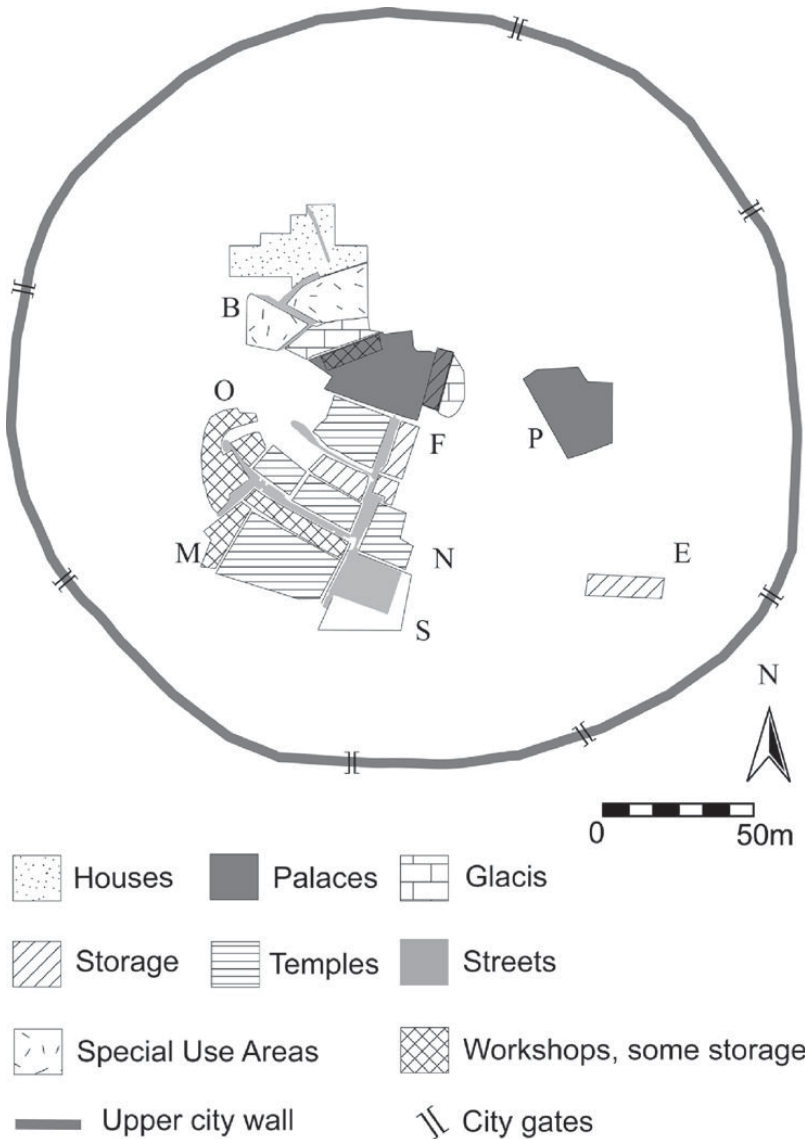 B
O
F
P
M
N
E
S
N
0 50m
Houses Palaces Glacis
Storage Temples Streets
Special Use Areas Workshops, some storage
Upper city wall City gates